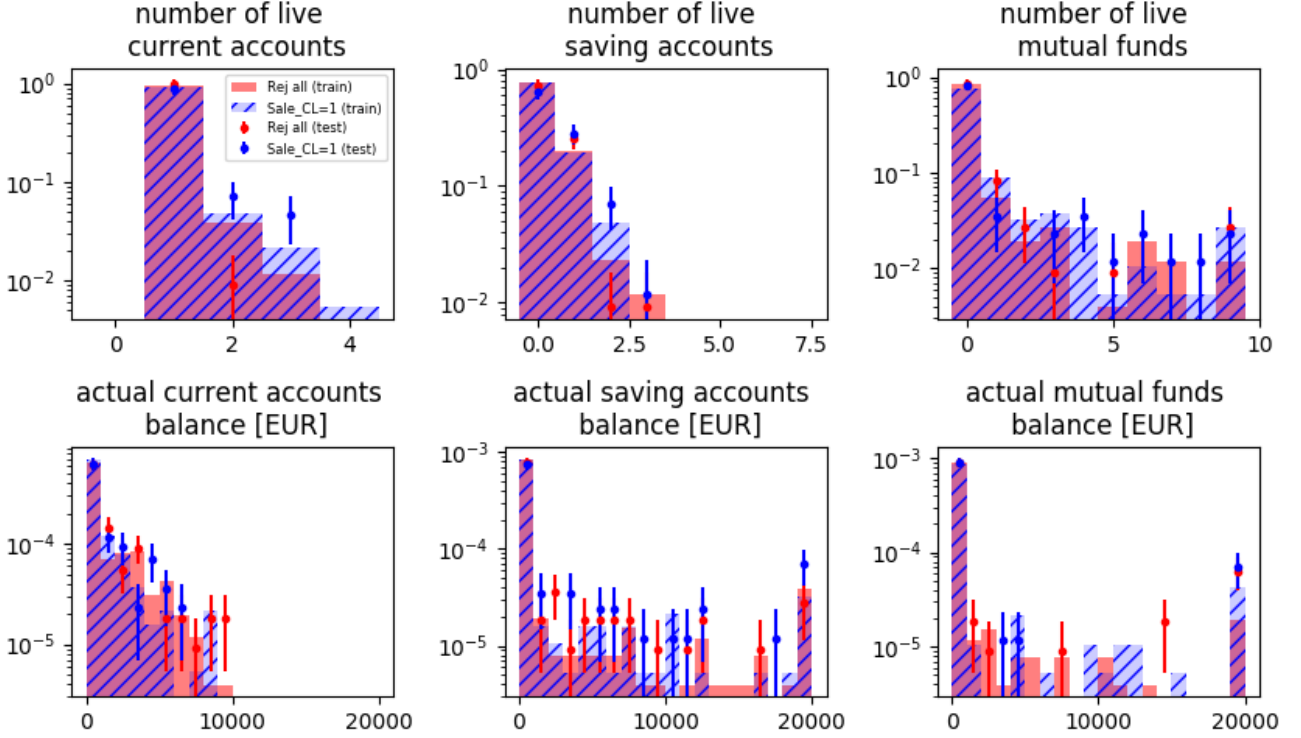 number of live
current accounts
number of live
saving accounts
number of live
mutual funds
10⁰
10⁻¹
10⁻²
Rej all (train)
Sale_CL=1 (train)
Rej all (test)
Sale_CL=1 (test)
0
2
4
10⁰
10⁻¹
10⁻²
0.0
2.5
5.0
7.5
10⁰
10⁻¹
10⁻²
0
5
10
actual current accounts
balance [EUR]
actual saving accounts
balance [EUR]
actual mutual funds
balance [EUR]
10⁻⁴
10⁻⁵
0
10000
20000
10⁻³
10⁻⁴
10⁻⁵
0
10000
20000
10⁻³
10⁻⁴
10⁻⁵
0
10000
20000